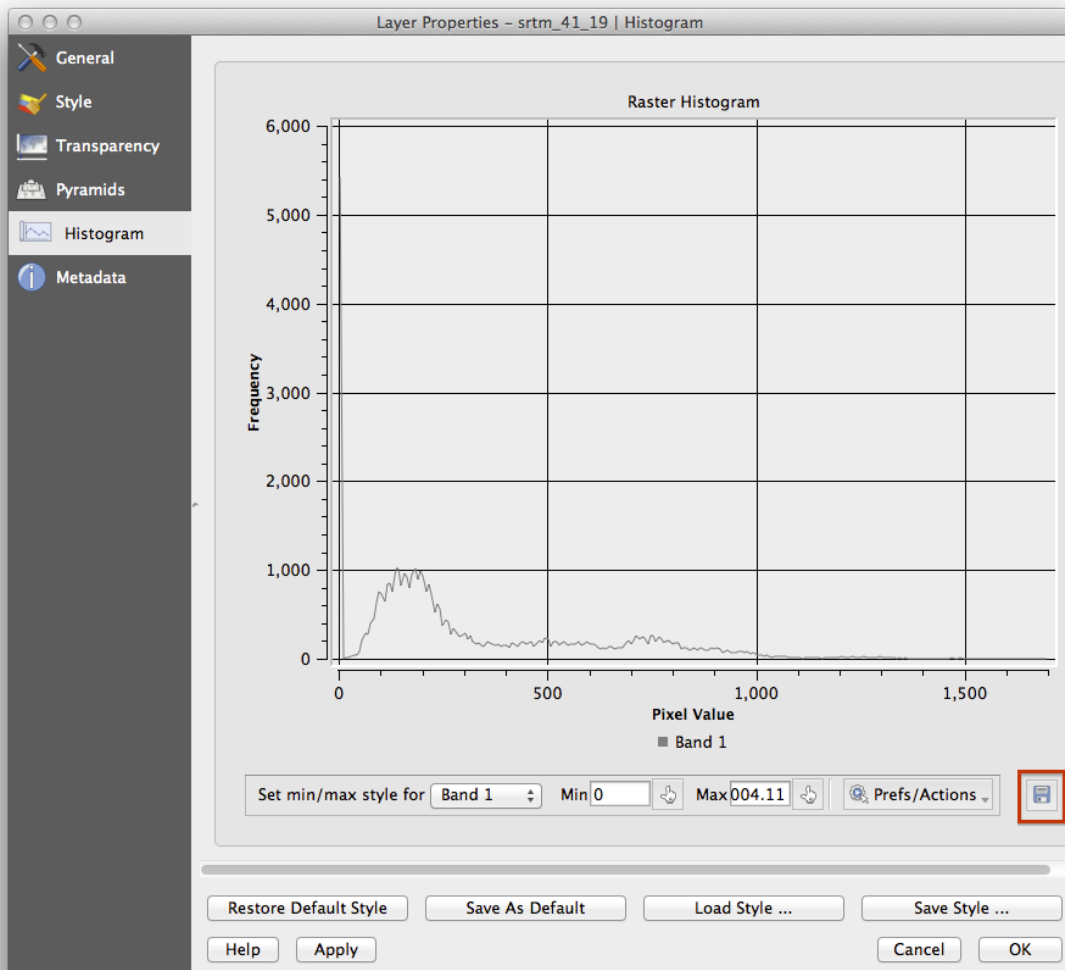 Layer Properties – srtm_41_19 | Histogram
General
Style
Transparency
Pyramids
Histogram
Metadata
Raster Histogram
6,000
5,000
4,000
3,000
2,000
1,000
0
Frequency
0 500 1,000 1,500
Pixel Value
Band 1
Set min/max style for Band 1 Min 0 Max 004.11 Prefs/Actions
Restore Default Style Save As Default Load Style ... Save Style ...
Help Apply Cancel OK